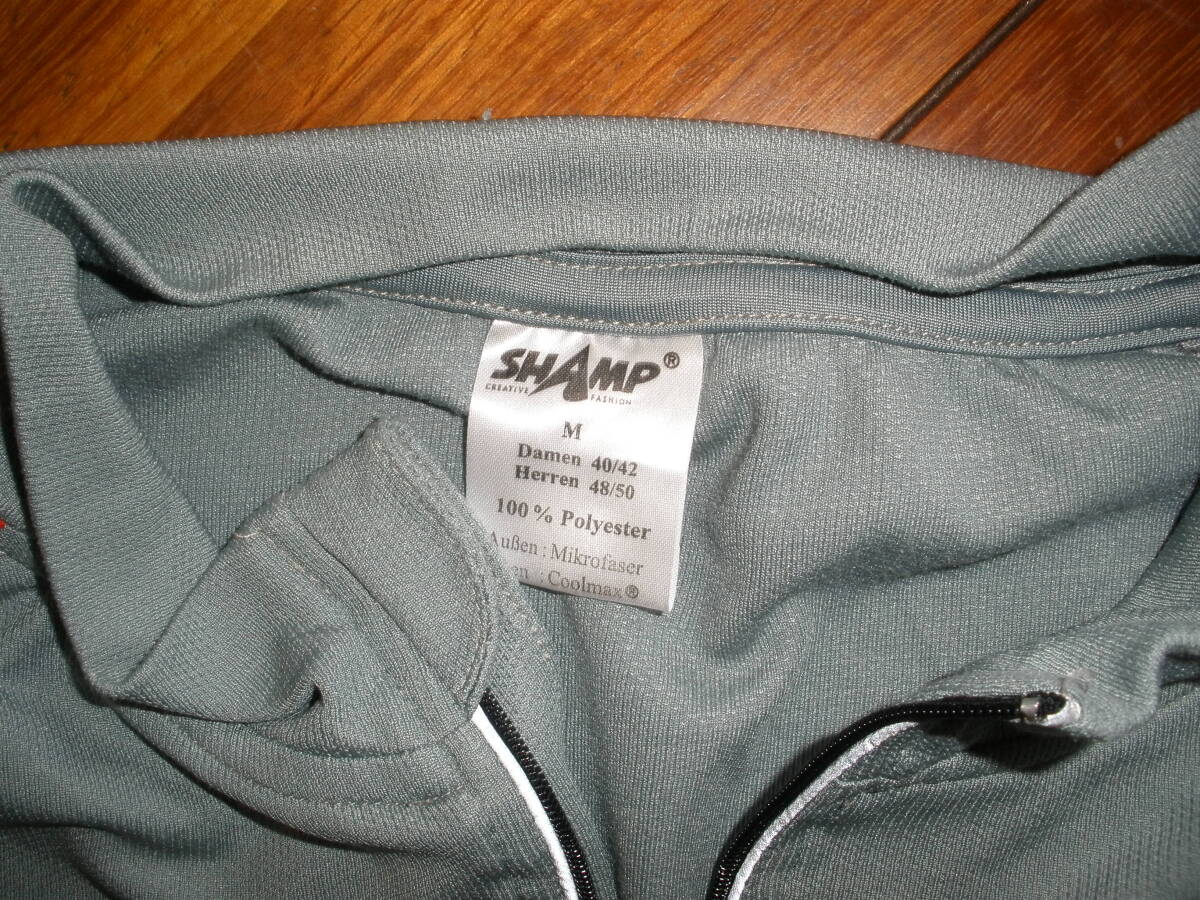 SHAMP®
CREATIVE FASHION
M
Damen 40/42
Herren 48/50
100 % Polyester
Außen : Mikrofaser
: Coolmax®